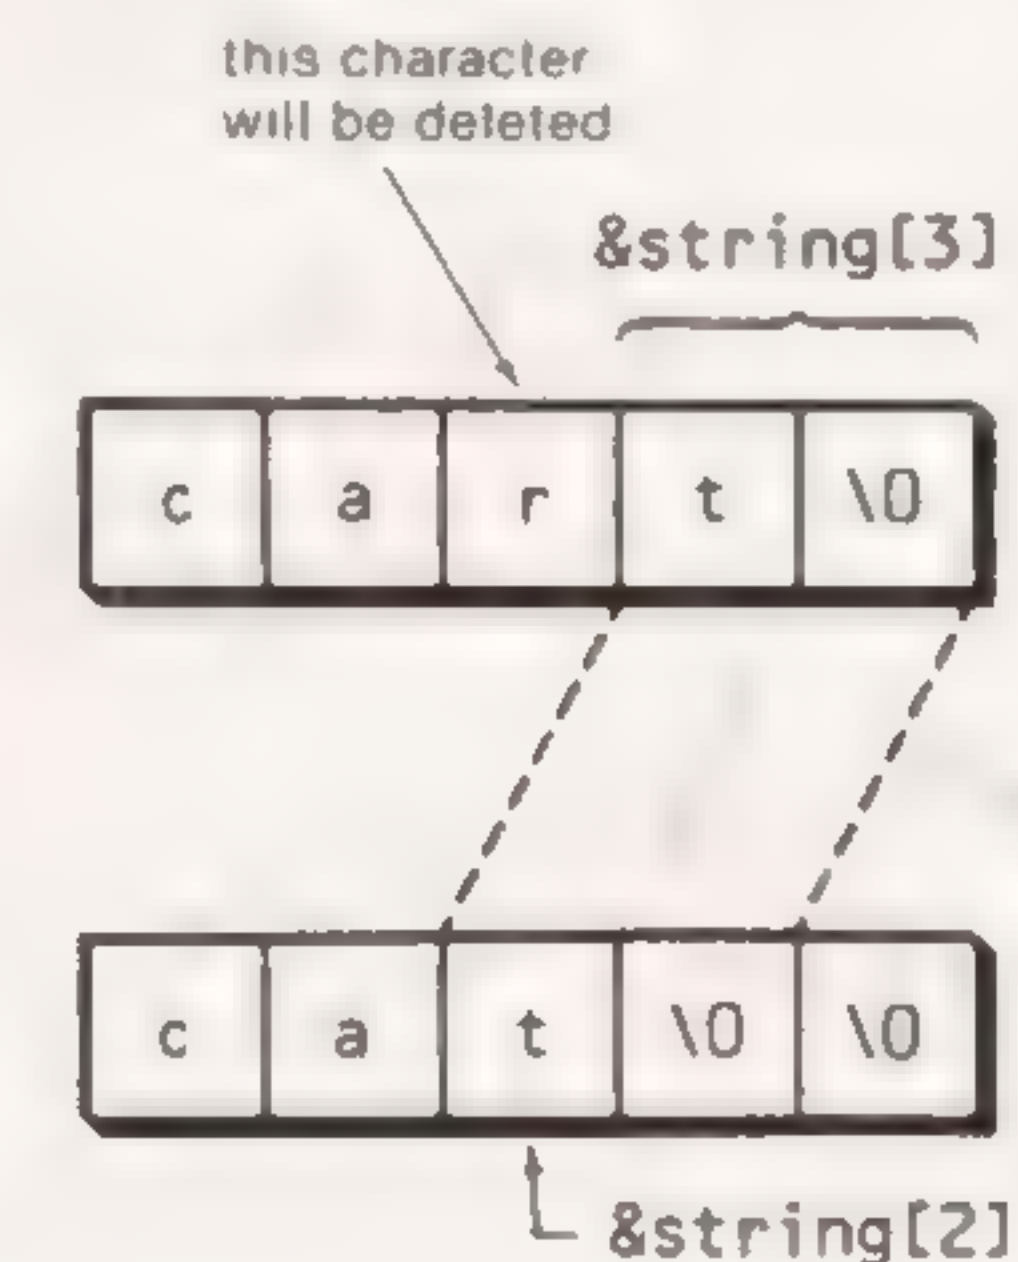 this character
will be deleted
&string[3]
c a r t \0
c a t \0 \0
&string[2]